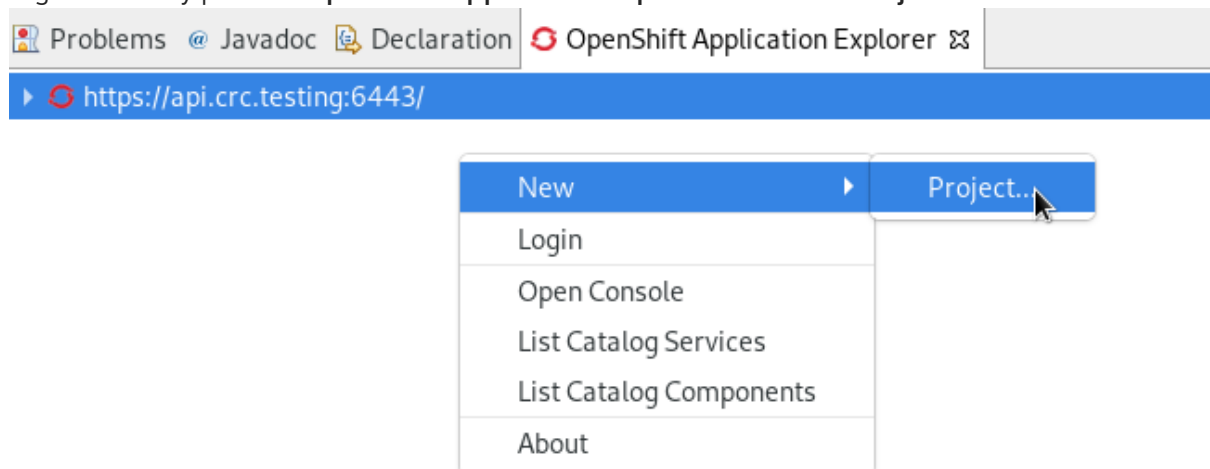 Problems @ Javadoc Declaration OpenShift Application Explorer
https://api.crc.testing:6443/
New Project...
Login
Open Console
List Catalog Services
List Catalog Components
About